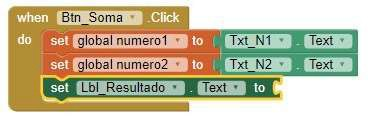 when Btn_Soma .Click
do set global numero1 to Txt_N1 . Text
set global numero2 to Txt_N2 . Text
set Lbl_Resultado . Text to